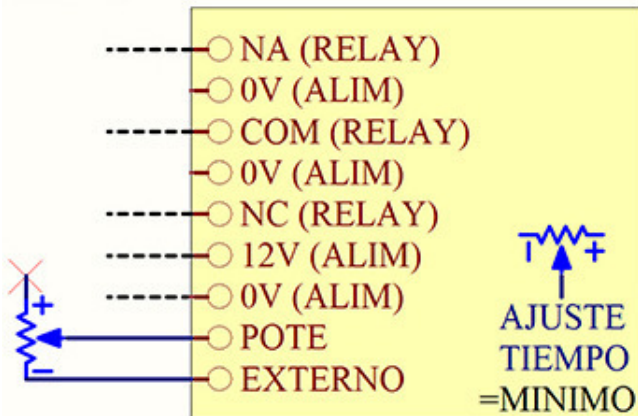 NA (RELAY)
0V (ALIM)
COM (RELAY)
0V (ALIM)
NC (RELAY)
12V (ALIM)
0V (ALIM)
POTE
EXTERNO
+
−
− +
AJUSTE
TIEMPO
=MINIMO